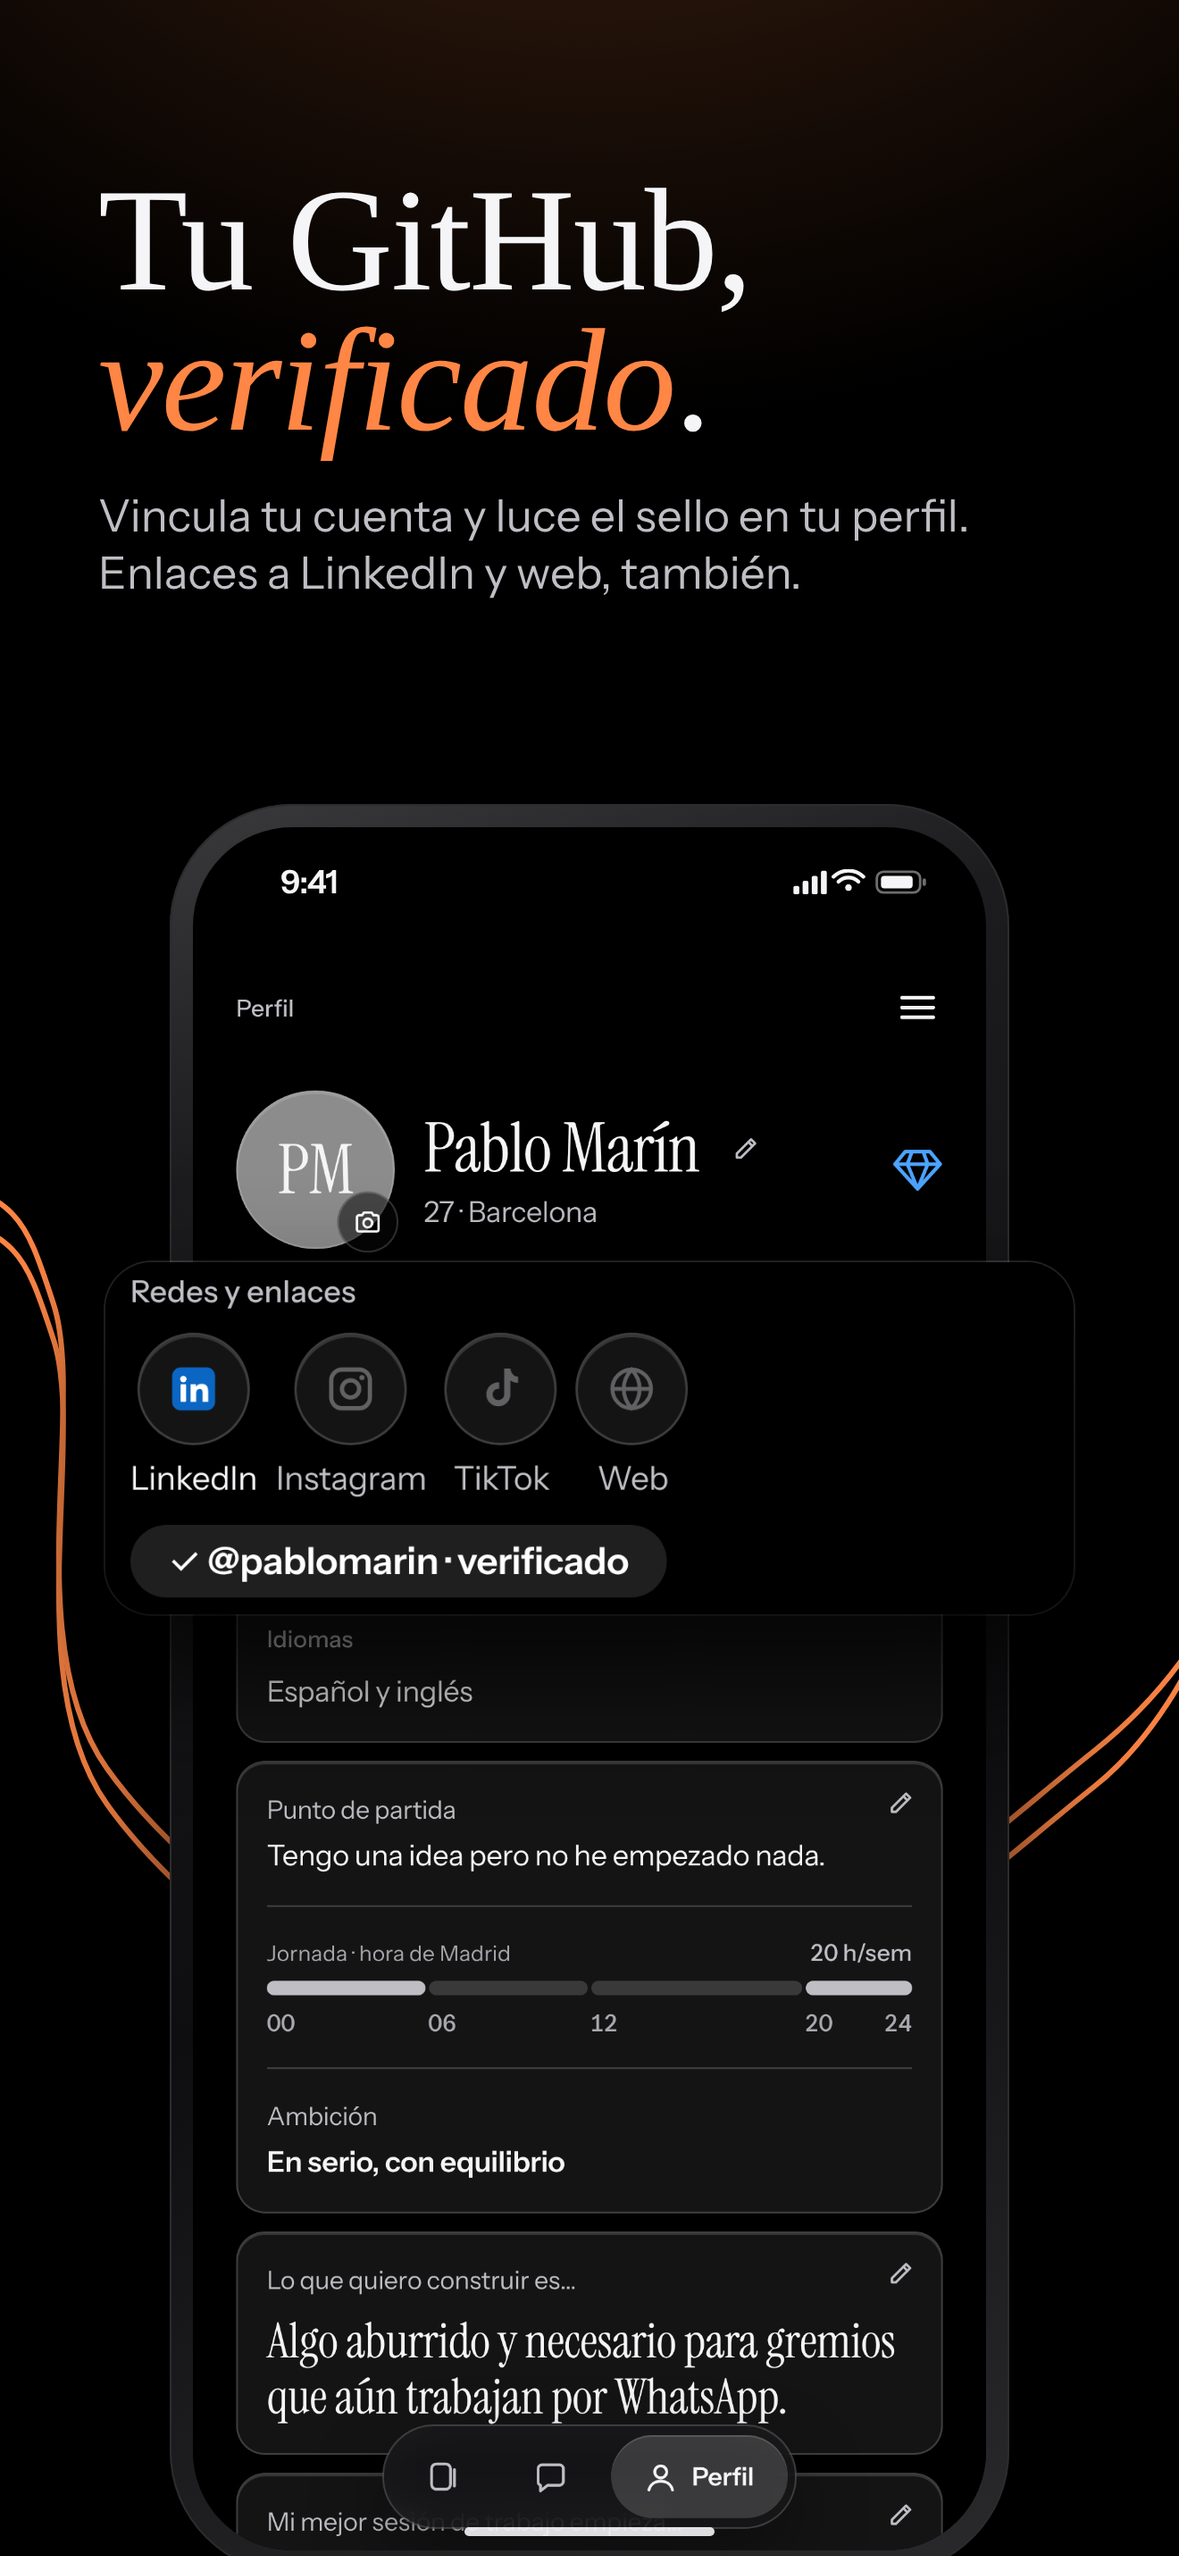 Tu GitHub,
verificado.
Vincula tu cuenta y luce el sello en tu perfil.
Enlaces a LinkedIn y web, también.
9:41
Perfil
PM
Pablo Marín
27 · Barcelona
Redes y enlaces
in
LinkedIn Instagram TikTok Web
@pablomarin · verificado
Idiomas
Español y inglés
Punto de partida
Tengo una idea pero no he empezado nada.
Jornada · hora de Madrid 20 h/sem
00 06 12 20 24
Ambición
En serio, con equilibrio
Lo que quiero construir es...
Algo aburrido y necesario para gremios
que aún trabajan por WhatsApp.
Perfil
Mi mejor sesión de trabajo empieza...